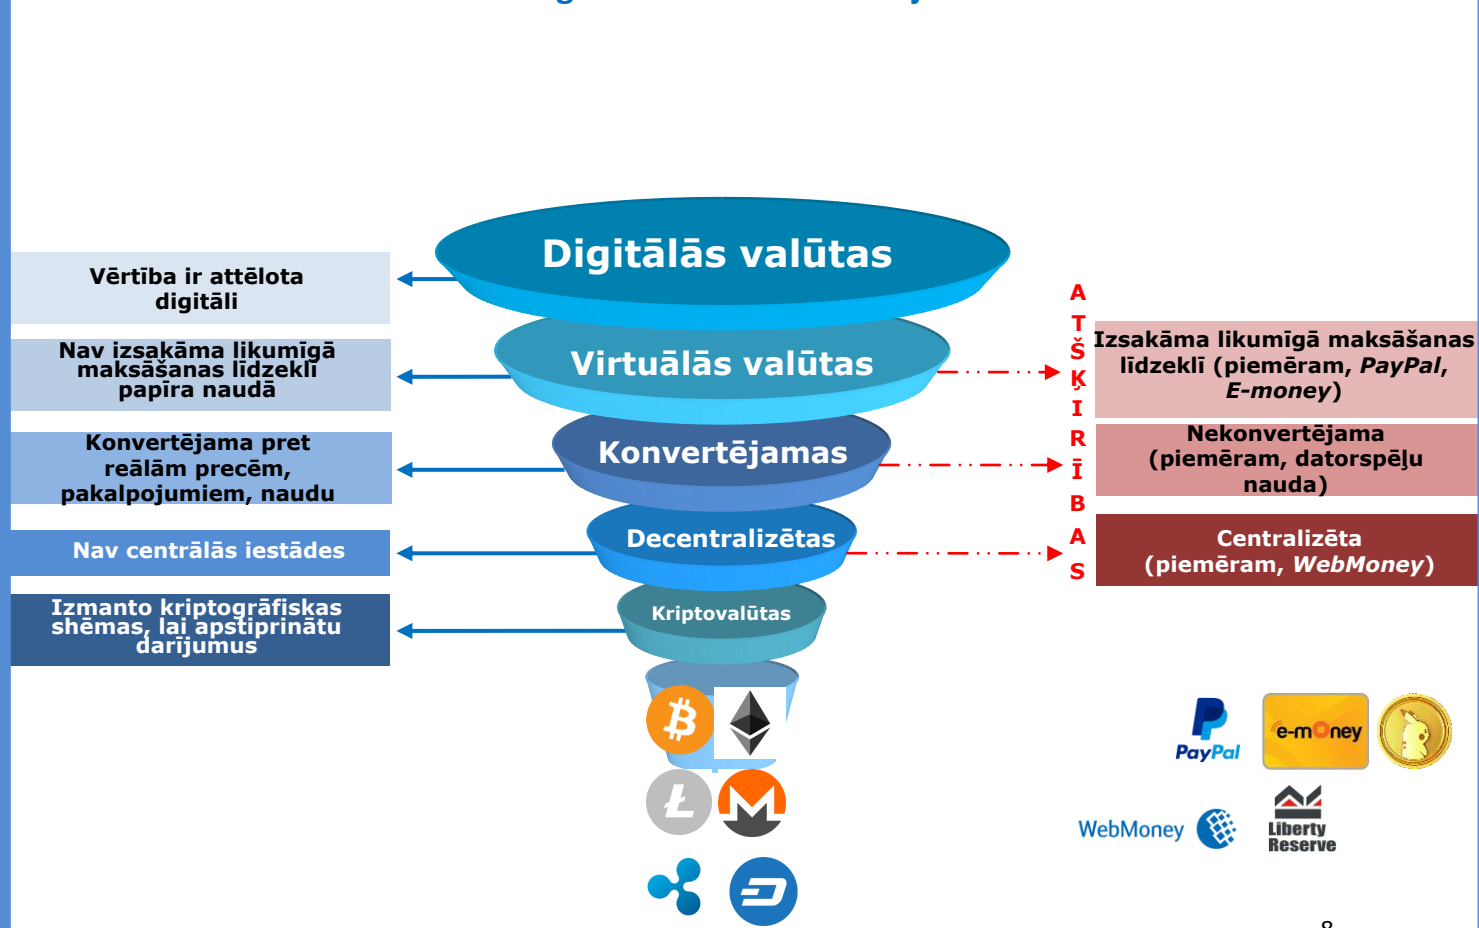 Digitālās valūtas
Vērtība ir attēlota
digitāli
Virtuālās valūtas
Nav izsakāma likumīgā
maksāšanas līdzeklī
papīra naudā
Konvertējamas
Konvertējama pret
reālām precēm,
pakalpojumiem, naudu
Decentralizētas
Nav centrālās iestādes
Kriptovalūtas
Izmanto kriptogrāfiskas
shēmas, lai apstiprinātu
darījumus
A
T
Š
Ķ
I
R
Ī
B
A
S
Izsakāma likumīgā maksāšanas
līdzeklī (piemēram, PayPal,
E-money)
Nekonvertējama
(piemēram, datorspēļu
nauda)
Centralizēta
(piemēram, WebMoney)
PayPal
e-money
WebMoney
Liberty
Reserve